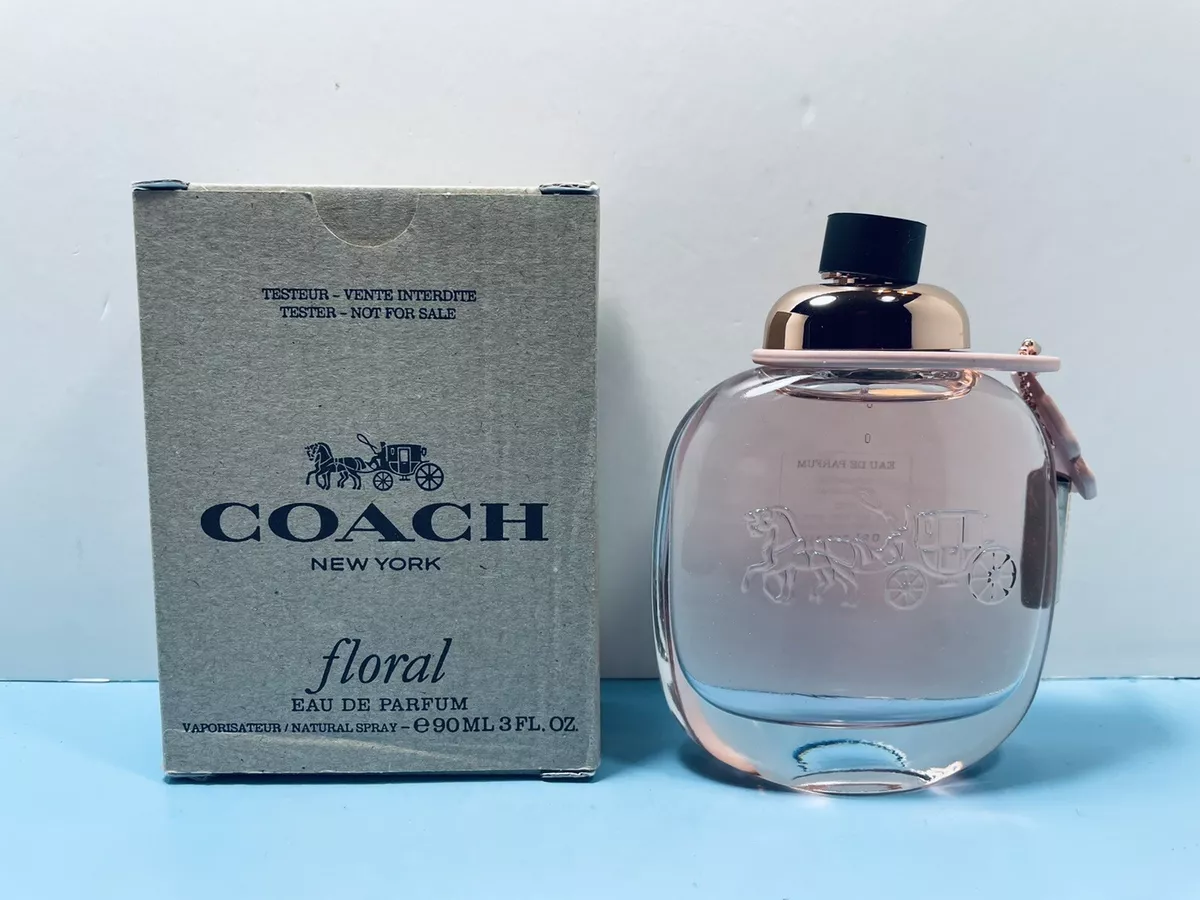 TESTEUR - VENTE INTERDITE
TESTER - NOT FOR SALE
COACH
NEW YORK
floral
EAU DE PARFUM
VAPORISATEUR / NATURAL SPRAY - ℮ 90 ML 3 FL. OZ.
EAU DE PARFUM